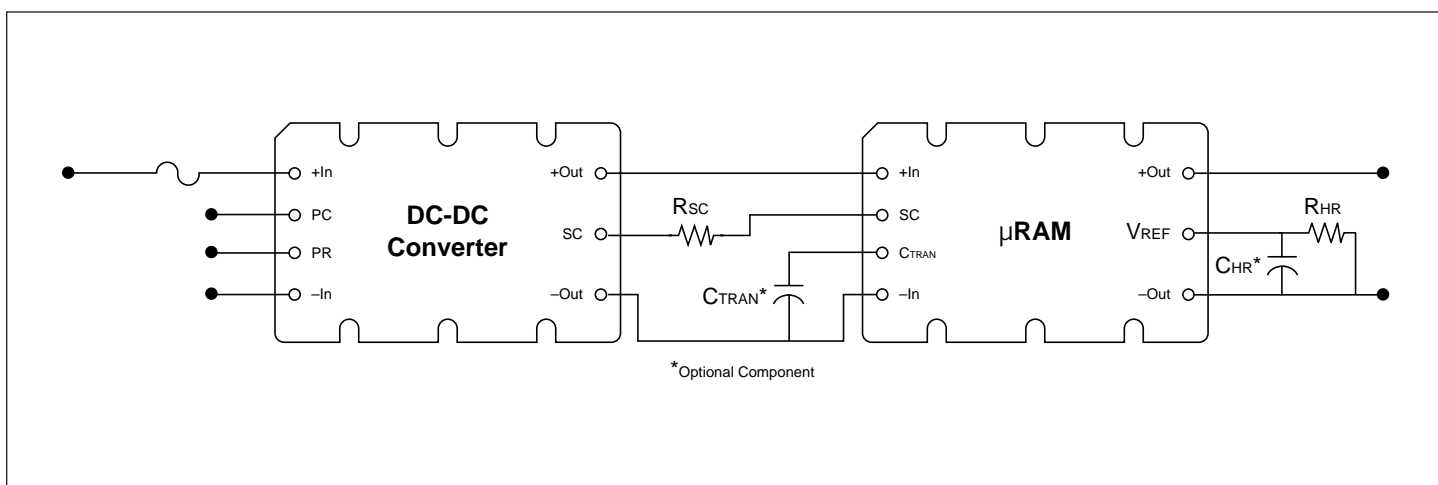 +In
PC
PR
–In
DC-DC
Converter
+Out
SC
–Out
RSC
CTRAN*
*Optional Component
+In
SC
CTRAN
–In
µRAM
+Out
VREF
–Out
CHR*
RHR